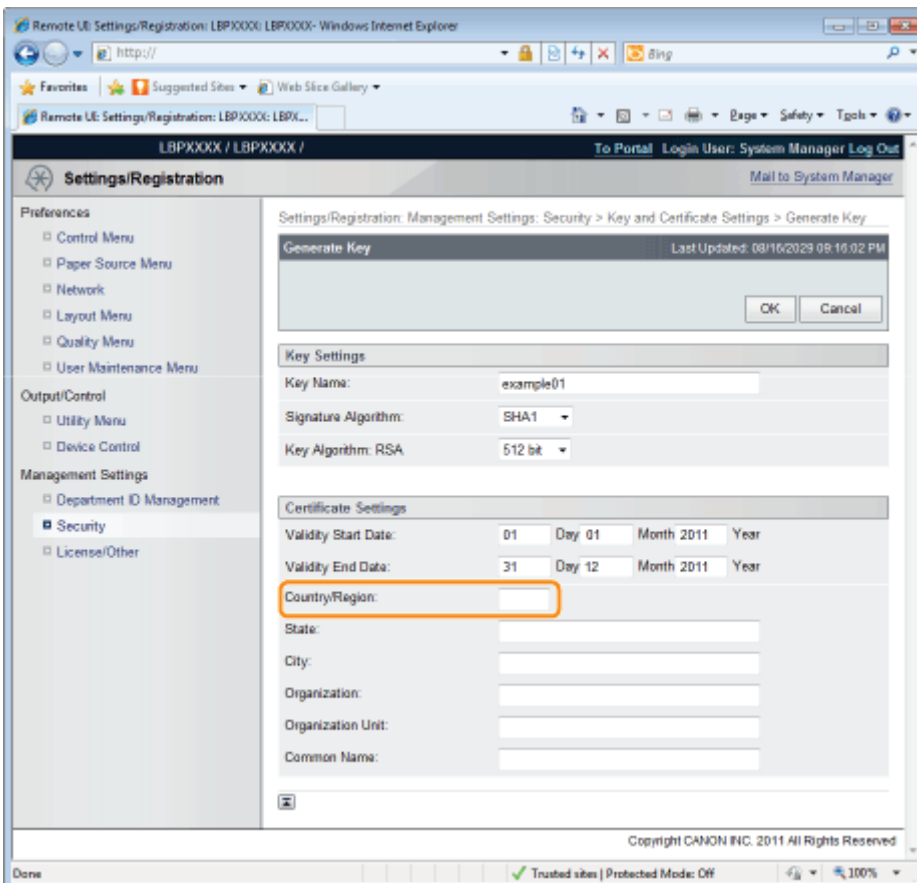 Remote UI: Settings/Registration: LBPXXXX: LBPXXXX- Windows Internet Explorer
http://
Bing
Favorites Suggested Sites Web Slice Gallery
Remote UI: Settings/Registration: LBPXXXX: LBPX... Page Safety Tools
LBPXXXX / LBPXXXX / To Portal Login User: System Manager Log Out
Settings/Registration Mail to System Manager
Preferences
Control Menu
Paper Source Menu
Network
Layout Menu
Quality Menu
User Maintenance Menu
Output/Control
Utility Menu
Device Control
Management Settings
Department ID Management
Security
License/Other
Settings/Registration: Management Settings: Security > Key and Certificate Settings > Generate Key
Generate Key Last Updated: 08/16/2029 09:16:02 PM
OK Cancel
Key Settings
Key Name: example01
Signature Algorithm: SHA1
Key Algorithm: RSA 512 bit
Certificate Settings
Validity Start Date: 01 Day 01 Month 2011 Year
Validity End Date: 31 Day 12 Month 2011 Year
Country/Region:
State:
City:
Organization:
Organization Unit:
Common Name:
Copyright CANON INC. 2011 All Rights Reserved
Done Trusted sites | Protected Mode: Off 100%